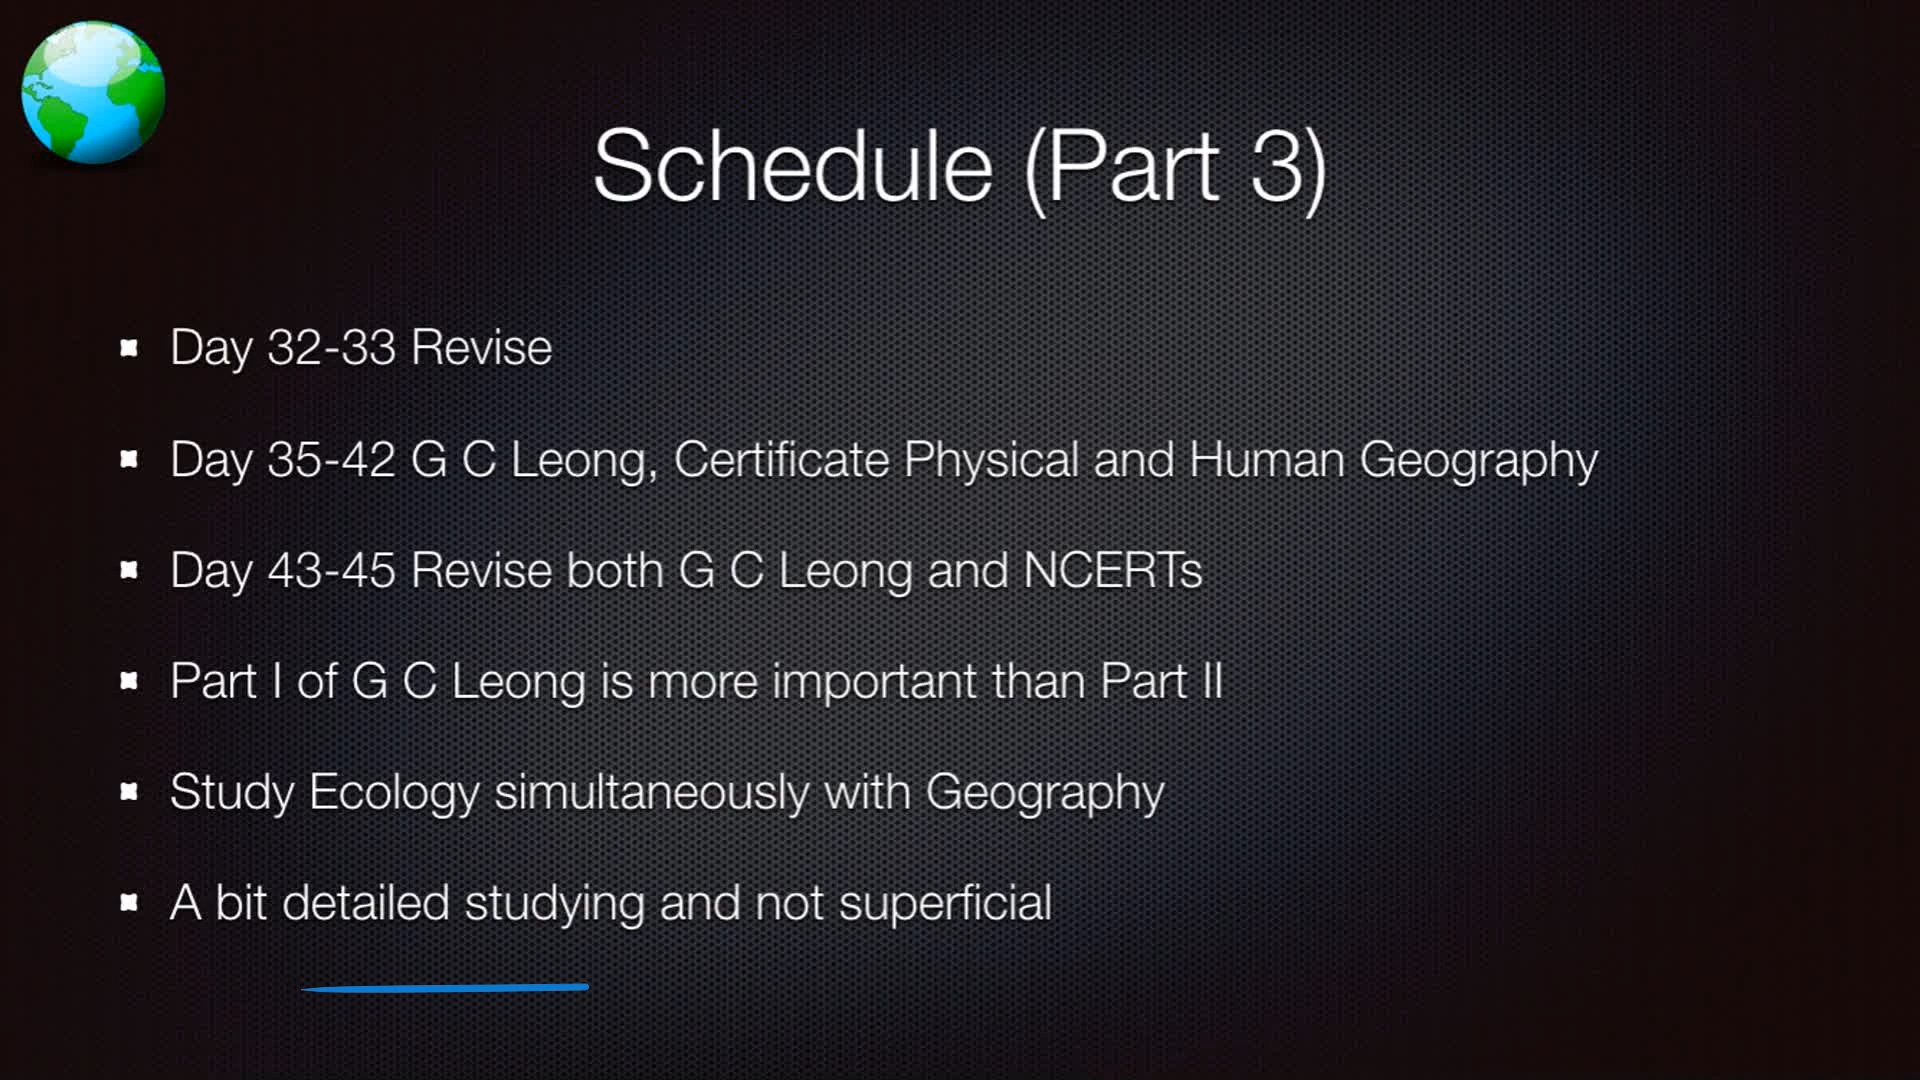 Schedule (Part 3)
Day 32-33 Revise
Day 35-42 G C Leong, Certificate Physical and Human Geography
Day 43-45 Revise both G C Leong and NCERTs
Part I of G C Leong is more important than Part II
Study Ecology simultaneously with Geography
A bit detailed studying and not superficial